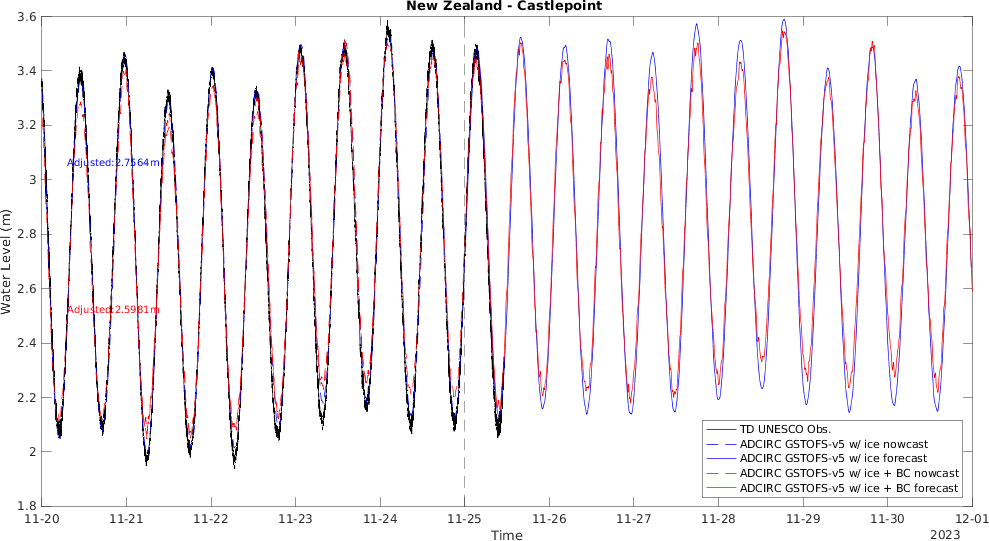 New Zealand - Castlepoint
3.6
3.4
3.2
3
2.8
2.6
2.4
2.2
2
1.8
Water Level (m)
Adjusted:2.7564m
Adjusted:2.5981m
TD UNESCO Obs.
ADCIRC GSTOFS-v5 w/ ice nowcast
ADCIRC GSTOFS-v5 w/ ice forecast
ADCIRC GSTOFS-v5 w/ ice + BC nowcast
ADCIRC GSTOFS-v5 w/ ice + BC forecast
11-20 11-21 11-22 11-23 11-24 11-25 11-26 11-27 11-28 11-29 11-30 12-01
Time
2023